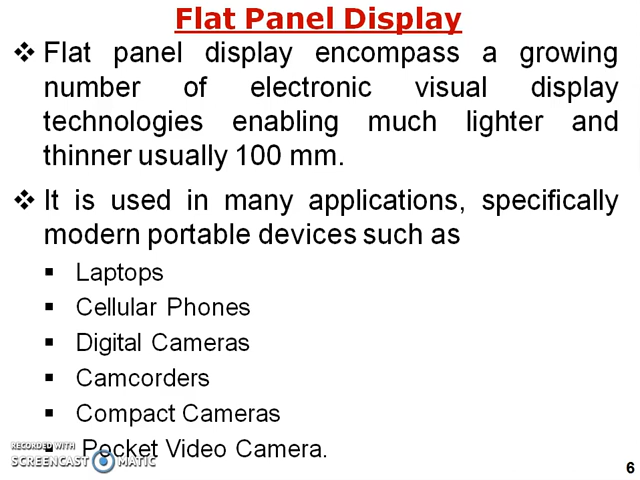 Flat Panel Display
❖ Flat panel display encompass a growing
number of electronic visual display
technologies enabling much lighter and
thinner usually 100 mm.
❖ It is used in many applications, specifically
modern portable devices such as
▪ Laptops
▪ Cellular Phones
▪ Digital Cameras
▪ Camcorders
▪ Compact Cameras
▪ Pocket Video Camera.
RECORDED WITH
SCREENCAST MATIC
6